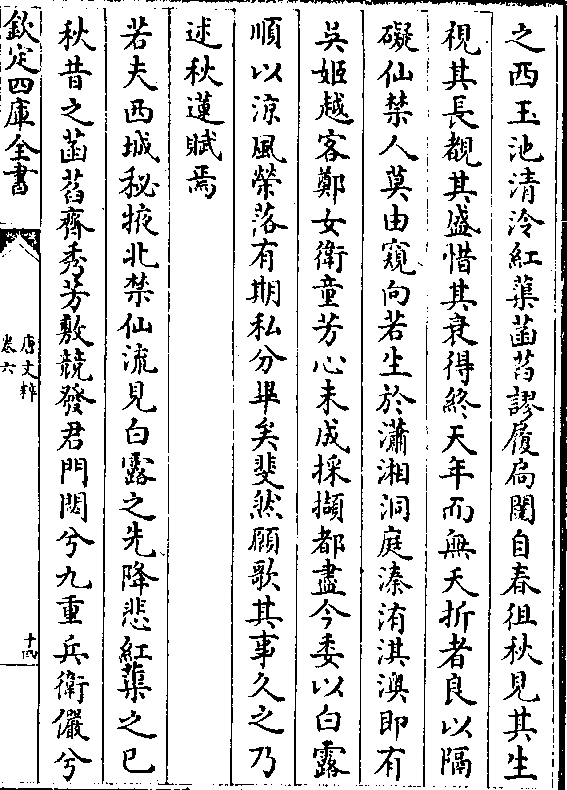 之西玉池清泠紅蕖菡萏謬履扃闈自春徂秋見其生
視其長覩其盛惜其衰得終天年而無夭折者良以隔
礙仙禁人莫由窺向若生於瀟湘洞庭溱洧淇澳即有
吳姬越客鄭女衛童芳心未成採擷都盡今委以白露
順以涼風榮落有期私分畢矣斐然願歌其事久之乃
述秋蓮賦焉
若夫西城秘掖北禁仙流見白露之先降悲紅蕖之已
秋昔之菡萏齊秀芳敷競發君門閟兮九重兵衛儼兮
欽定四庫全書
唐文粹
卷六
十四